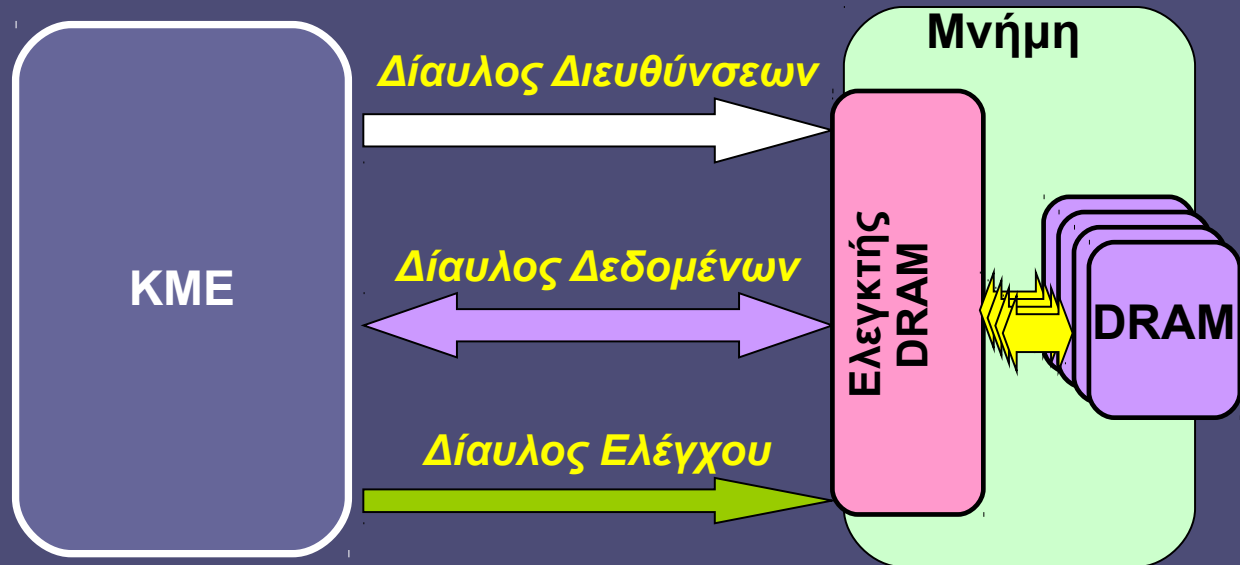 Μνήμη
Δίαυλος Διευθύνσεων
ΚΜΕ
Δίαυλος Δεδομένων
Ελεγκτής
DRAM
DRAM
Δίαυλος Ελέγχου